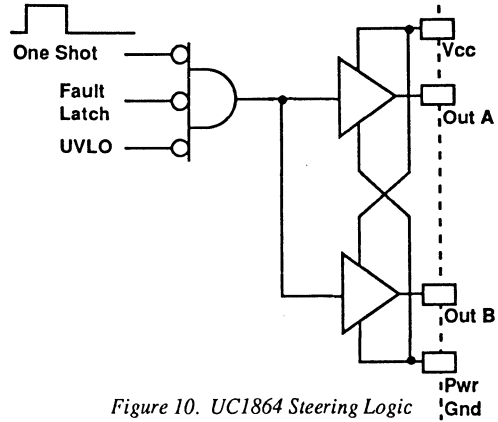 One Shot
Fault
Latch
UVLO
Vcc
Out A
Out B
Pwr
Gnd
Figure 10. UC1864 Steering Logic